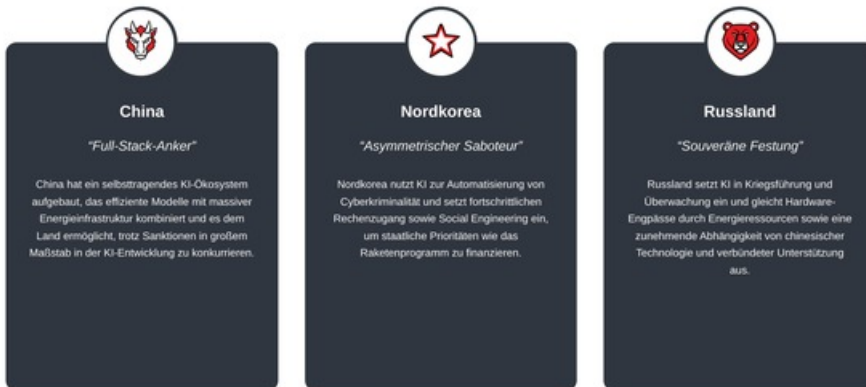 China
"Full-Stack-Anker"
China hat ein selbsttragendes KI-Ökosystem
aufgebaut, das effiziente Modelle mit massiver
Energieinfrastruktur kombiniert und es dem
Land ermöglicht, trotz Sanktionen in großem
Maßstab in der KI-Entwicklung zu konkurrieren.
Nordkorea
"Asymmetrischer Saboteur"
Nordkorea nutzt KI zur Automatisierung von
Cyberkriminalität und setzt fortschrittlichen
Rechenzugang sowie Social Engineering ein,
um staatliche Prioritäten wie das
Raketenprogramm zu finanzieren.
Russland
"Souveräne Festung"
Russland setzt KI in Kriegsführung und
Überwachung ein und gleicht Hardware-
Engpässe durch Energieressourcen sowie eine
zunehmende Abhängigkeit von chinesischer
Technologie und verbündeter Unterstützung
aus.